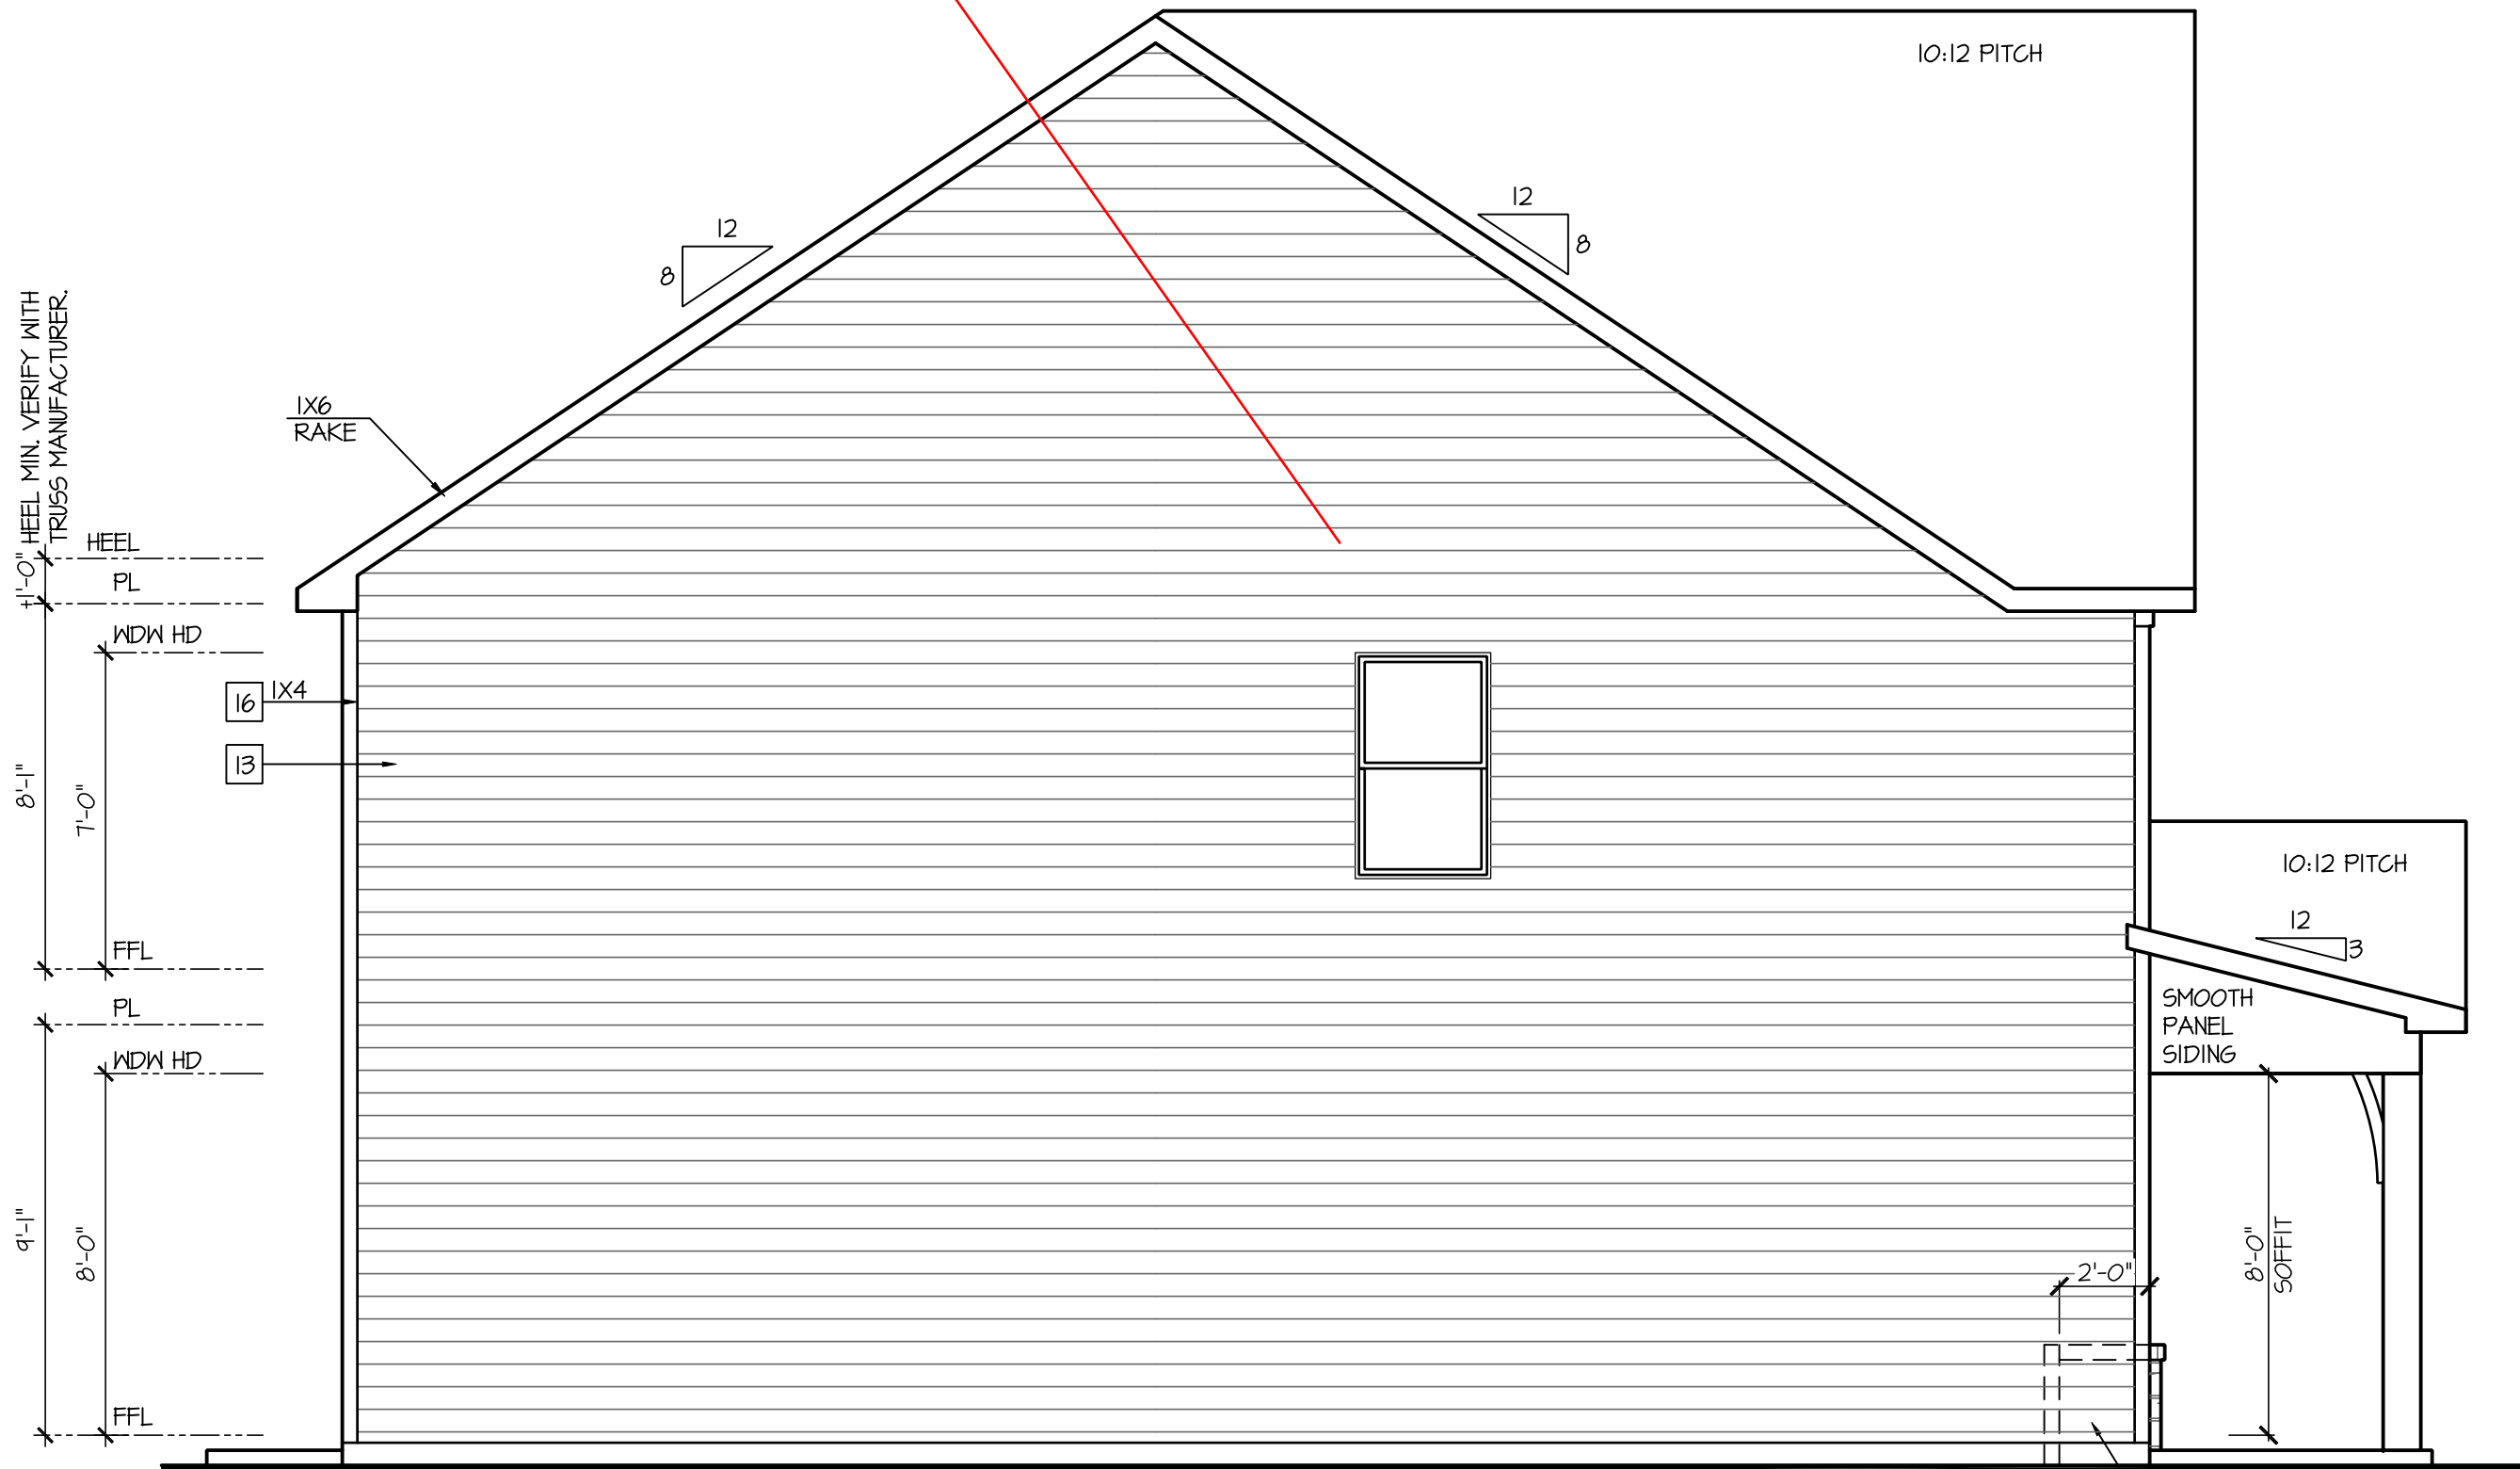 10:12 PITCH
12
8
12
8
HEEL MIN. VERIFY WITH
TRUSS MANUFACTURER.
±1'-0"
1X6
RAKE
HEEL
PL
WDW HD
16
1X4
13
8'-1"
7'-0"
10:12 PITCH
12
3
FFL
PL
SMOOTH
PANEL
SIDING
WDW HD
9'-1"
8'-0"
8'-0"
SOFFIT
2'-0"
FFL